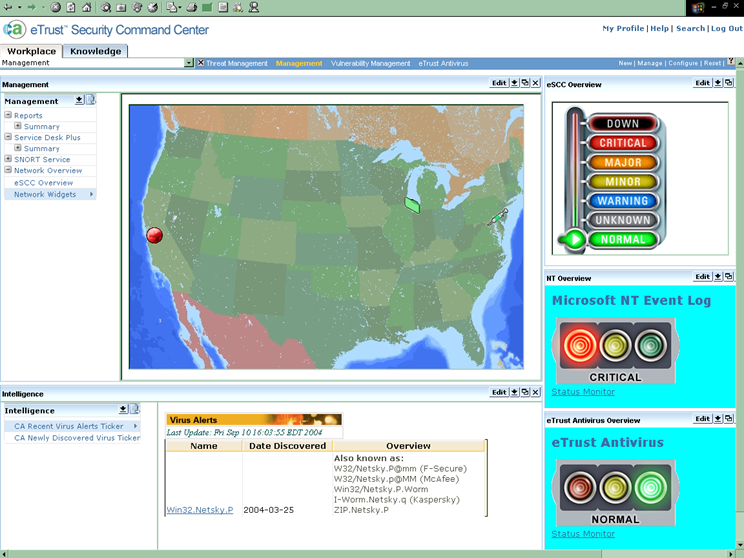 ca eTrust™ Security Command Center
My Profile | Help | Search | Log Out
Workplace Knowledge
Management
Threat Management Management Vulnerability Management eTrust Antivirus
New | Manage | Configure | Reset |
Management Edit
Management
Reports
Summary
Service Desk Plus
Summary
SNORT Service
Network Overview
eSCC Overview
Network Widgets
eSCC Overview Edit
DOWN
CRITICAL
MAJOR
MINOR
WARNING
UNKNOWN
NORMAL
NT Overview Edit
Microsoft NT Event Log
CRITICAL
Status Monitor
Intelligence Edit
Intelligence
CA Recent Virus Alerts Ticker
CA Newly Discovered Virus Ticker
Virus Alerts
Last Update: Fri Sep 10 16:03:55 EDT 2004
Name Date Discovered Overview
Also known as:
W32/Netsky.P@mm (F-Secure)
W32/Netsky.p@MM (McAfee)
Win32/Netsky.P.Worm
I-Worm.Netsky.q (Kaspersky)
Win32.Netsky.P 2004-03-25 ZIP.Netsky.P
eTrust Antivirus Overview Edit
eTrust Antivirus
NORMAL
Status Monitor